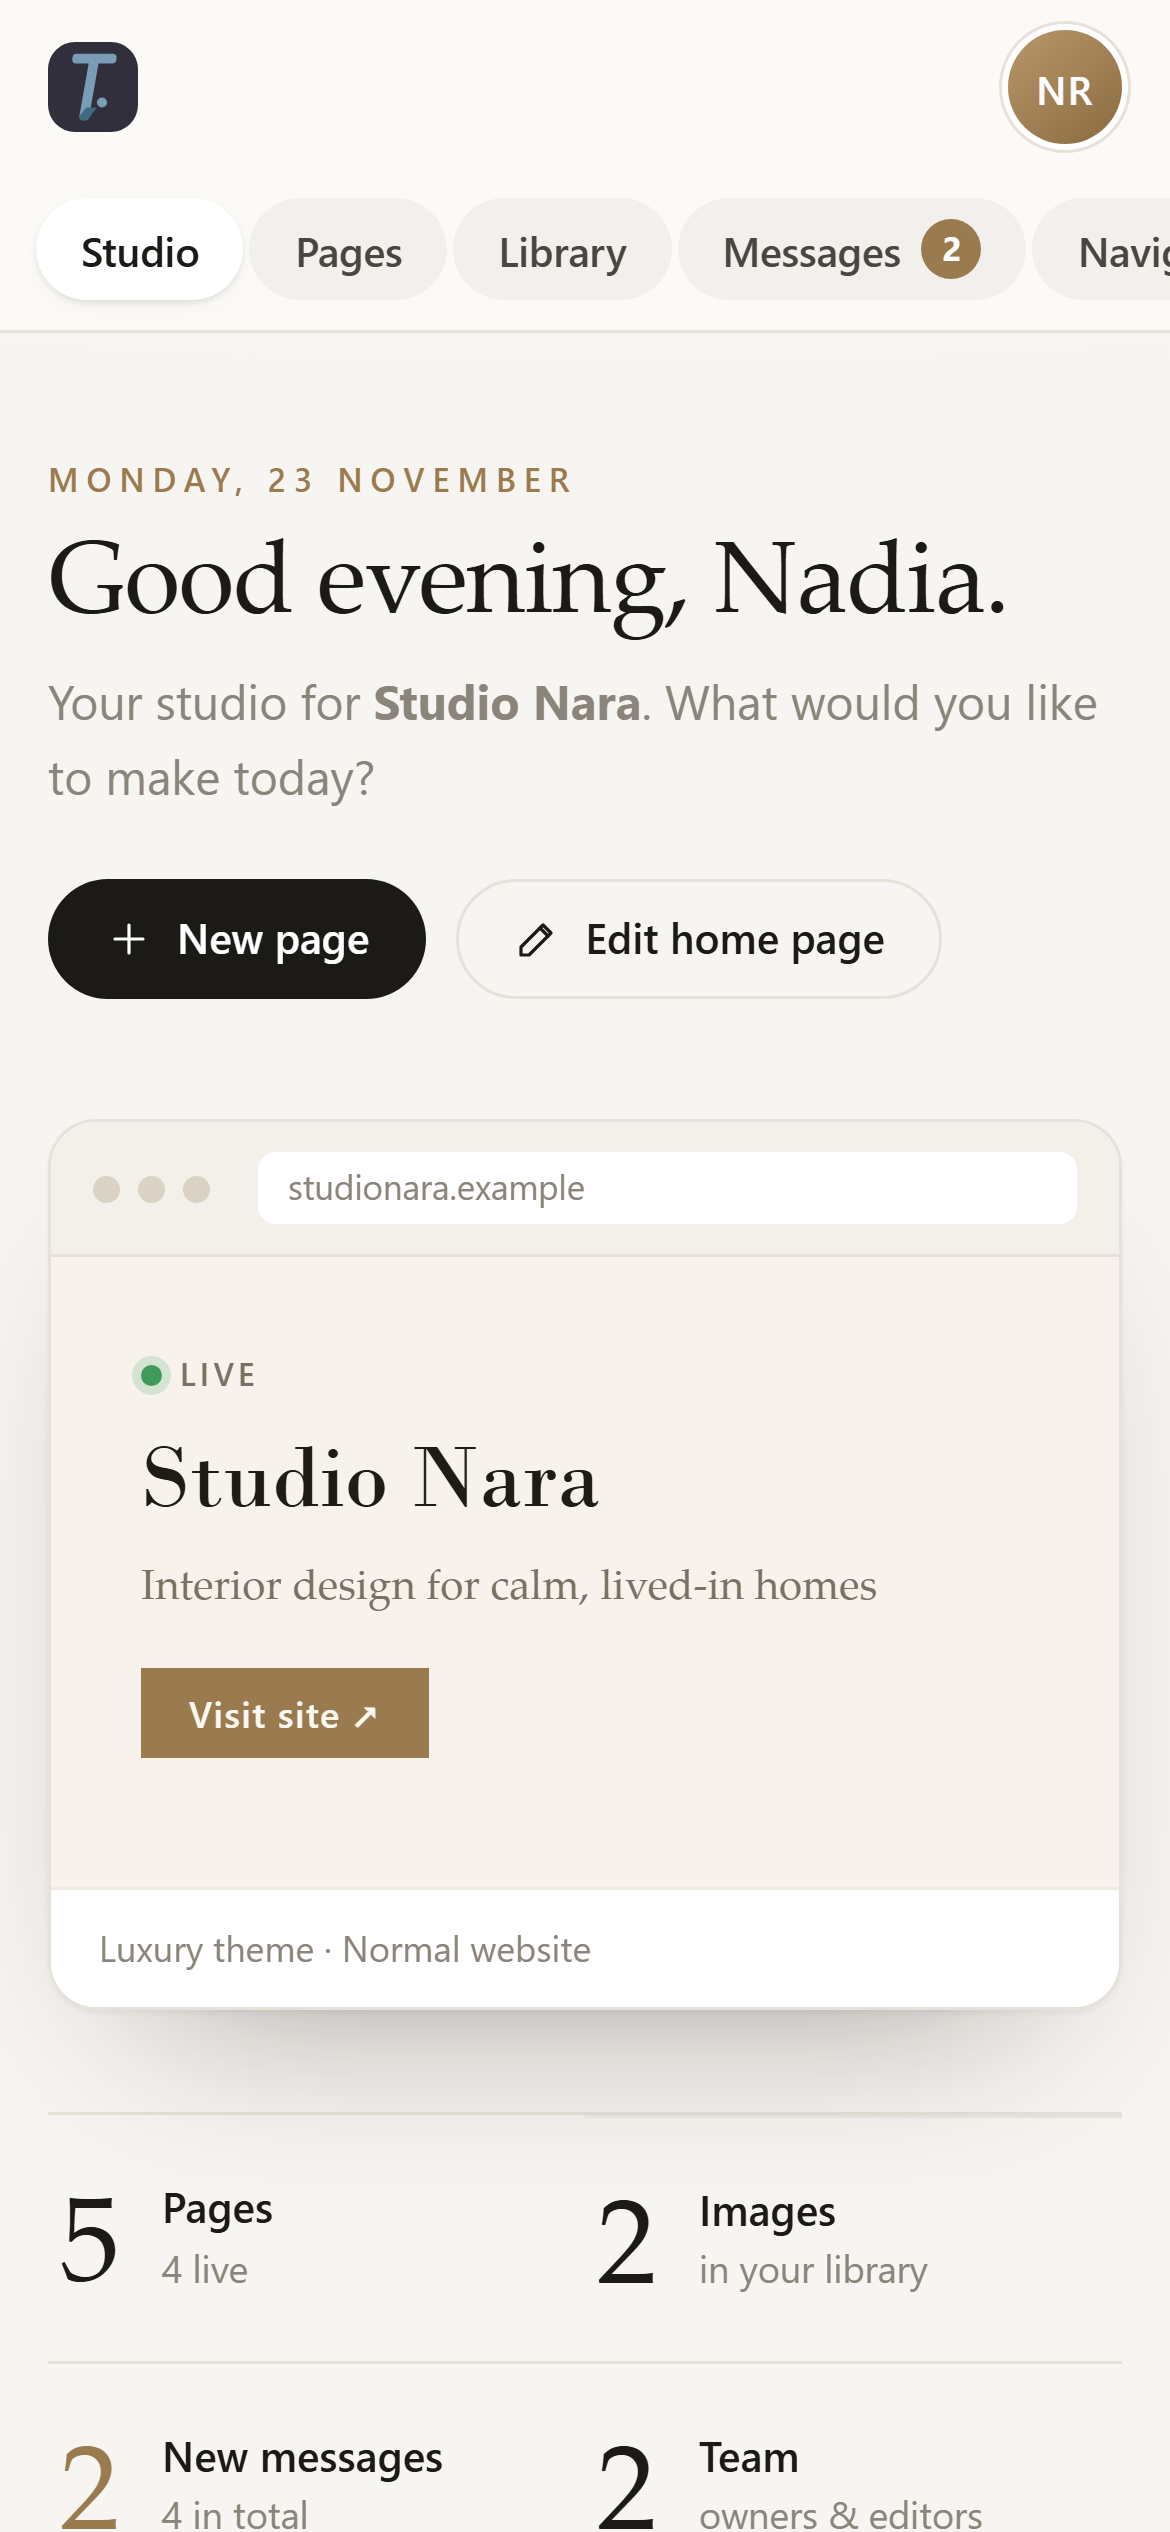 T.
NR
Studio
Pages
Library
Messages 2
Navig
MONDAY, 23 NOVEMBER
Good evening, Nadia.
Your studio for Studio Nara. What would you like
to make today?
New page
Edit home page
studionara.example
LIVE
Studio Nara
Interior design for calm, lived-in homes
Visit site ↗
Luxury theme · Normal website
5 Pages
4 live
2 Images
in your library
2 New messages
4 in total
2 Team
owners & editors